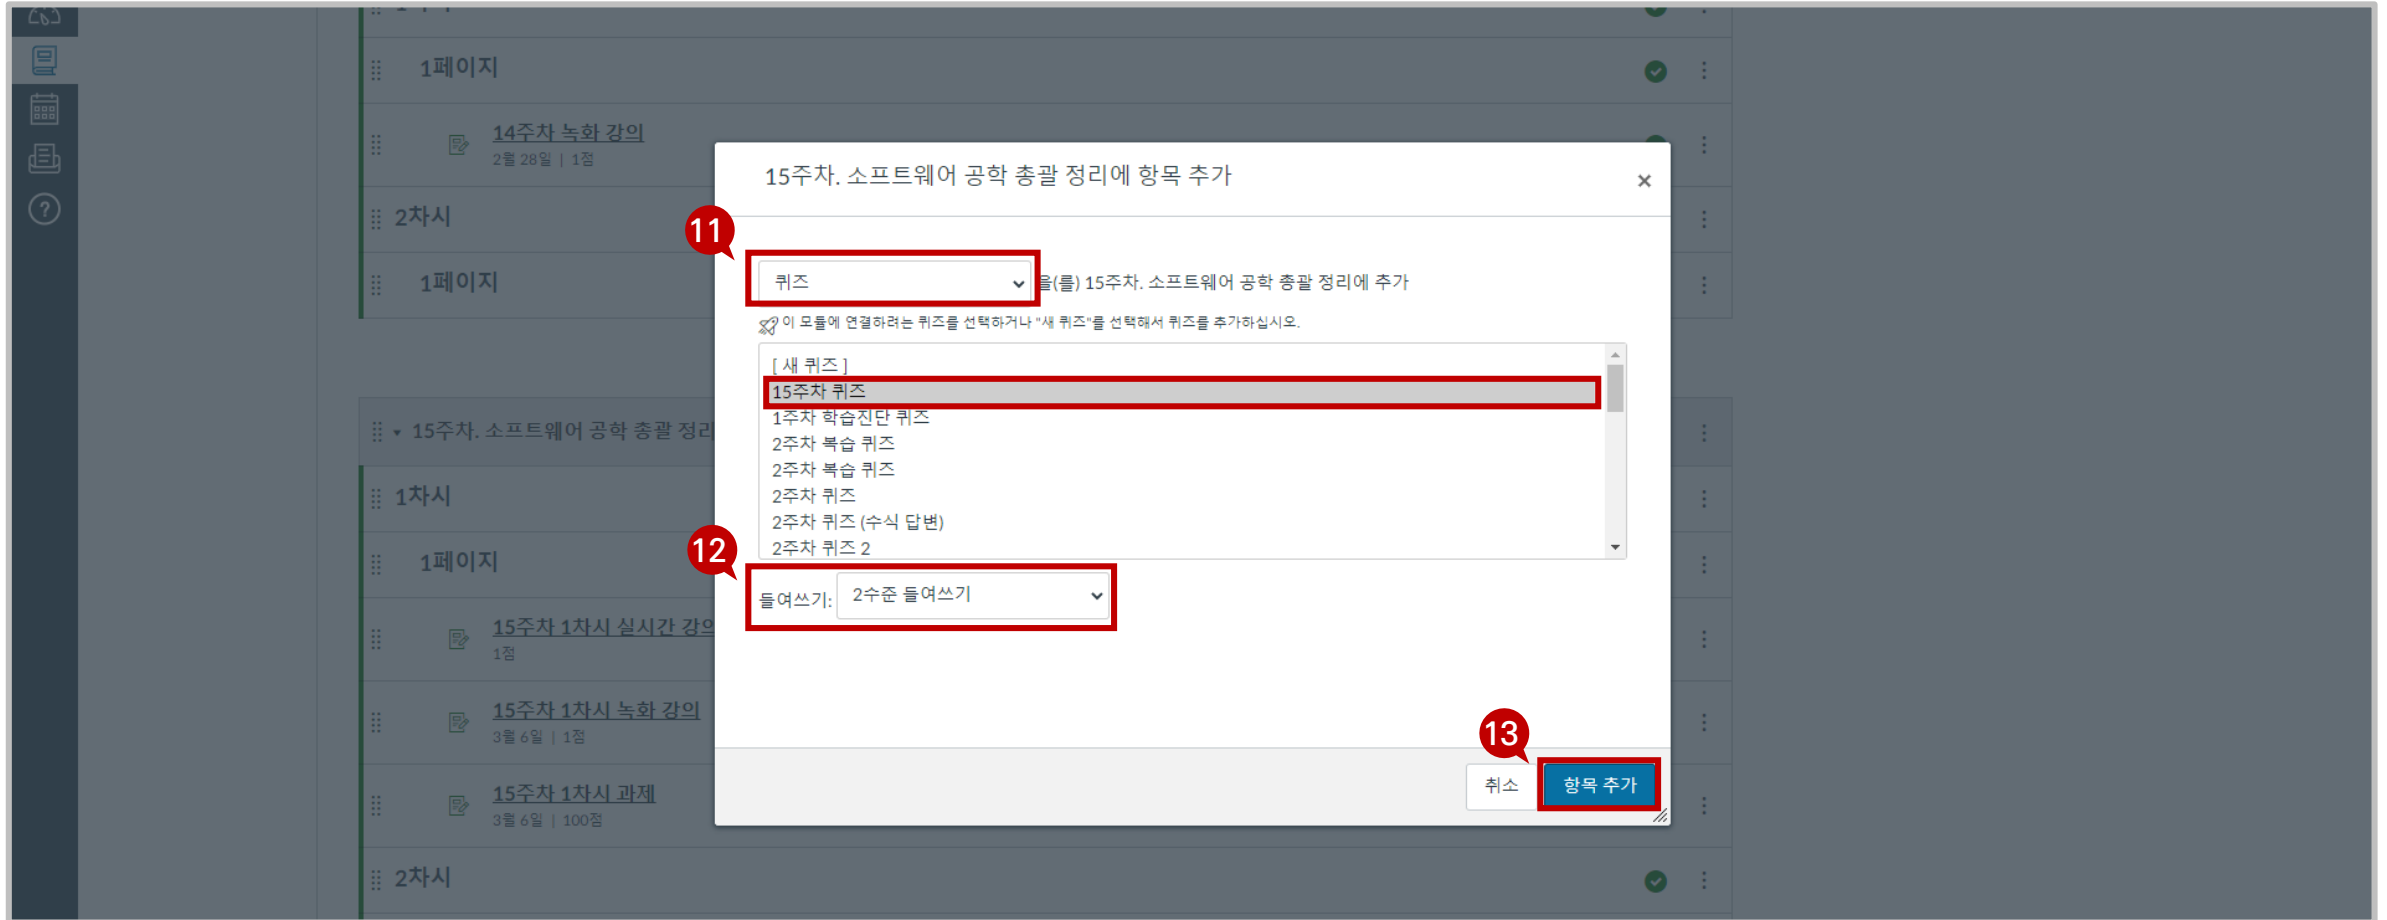 1페이지
14주차 녹화 강의
2월 28일 | 1점
2차시
1페이지
15주차. 소프트웨어 공학 총괄 정리
1차시
1페이지
15주차 1차시 실시간 강의
1점
15주차 1차시 녹화 강의
3월 6일 | 1점
15주차 1차시 과제
3월 6일 | 100점
2차시
15주차. 소프트웨어 공학 총괄 정리에 항목 추가
×
11
퀴즈 을(를) 15주차. 소프트웨어 공학 총괄 정리에 추가
이 모듈에 연결하려는 퀴즈를 선택하거나 "새 퀴즈"를 선택해서 퀴즈를 추가하십시오.
[ 새 퀴즈 ]
15주차 퀴즈
1주차 학습진단 퀴즈
2주차 복습 퀴즈
2주차 복습 퀴즈
2주차 퀴즈
2주차 퀴즈 (수식 답변)
2주차 퀴즈 2
12
들여쓰기: 2수준 들여쓰기
13
취소 항목 추가